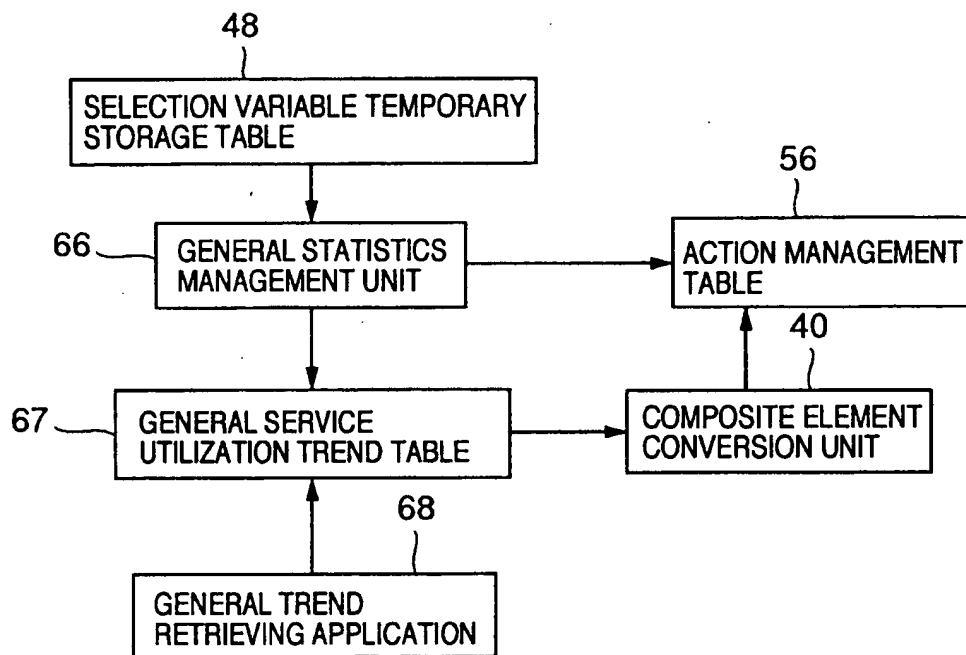 48
SELECTION VARIABLE TEMPORARY
STORAGE TABLE
56
66
GENERAL STATISTICS
MANAGEMENT UNIT
ACTION MANAGEMENT
TABLE
40
67
GENERAL SERVICE
UTILIZATION TREND TABLE
COMPOSITE ELEMENT
CONVERSION UNIT
68
GENERAL TREND
RETRIEVING APPLICATION